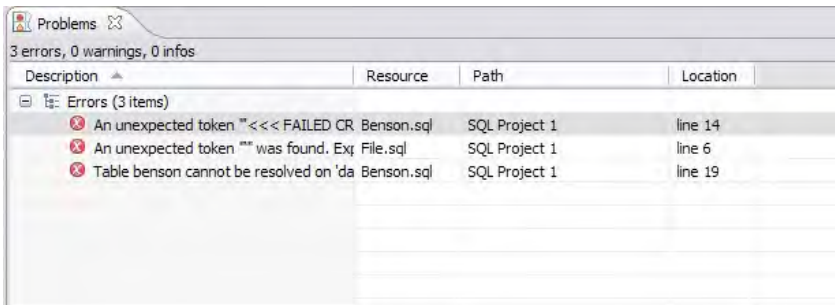 Problems
3 errors, 0 warnings, 0 infos
Description Resource Path Location
Errors (3 items)
An unexpected token "'<<< FAILED CR Benson.sql SQL Project 1 line 14
An unexpected token "'" was found. Exp File.sql SQL Project 1 line 6
Table benson cannot be resolved on 'da Benson.sql SQL Project 1 line 19